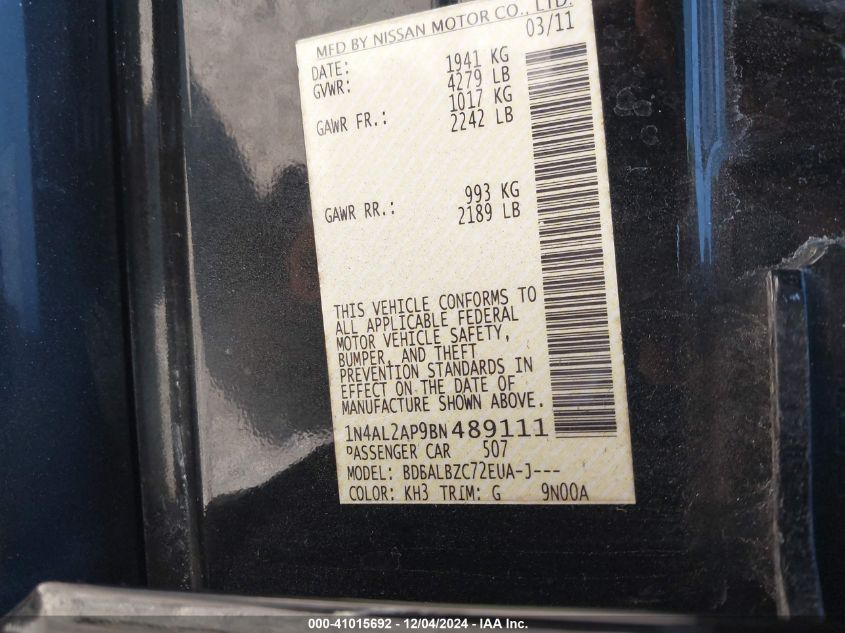 MFD BY NISSAN MOTOR CO., LTD.
DATE: 03/11
GVWR: 1941 KG
4279 LB
GAWR FR.: 1017 KG
2242 LB
GAWR RR.: 993 KG
2189 LB
THIS VEHICLE CONFORMS TO
ALL APPLICABLE FEDERAL
MOTOR VEHICLE SAFETY,
BUMPER, AND THEFT
PREVENTION STANDARDS IN
EFFECT ON THE DATE OF
MANUFACTURE SHOWN ABOVE.
1N4AL2AP9BN489111
PASSENGER CAR 507
MODEL: BDBALBZC72EUA-J---
COLOR: KH3 TRIM: G 9N00A
000-41015692 - 12/04/2024 - IAA Inc.